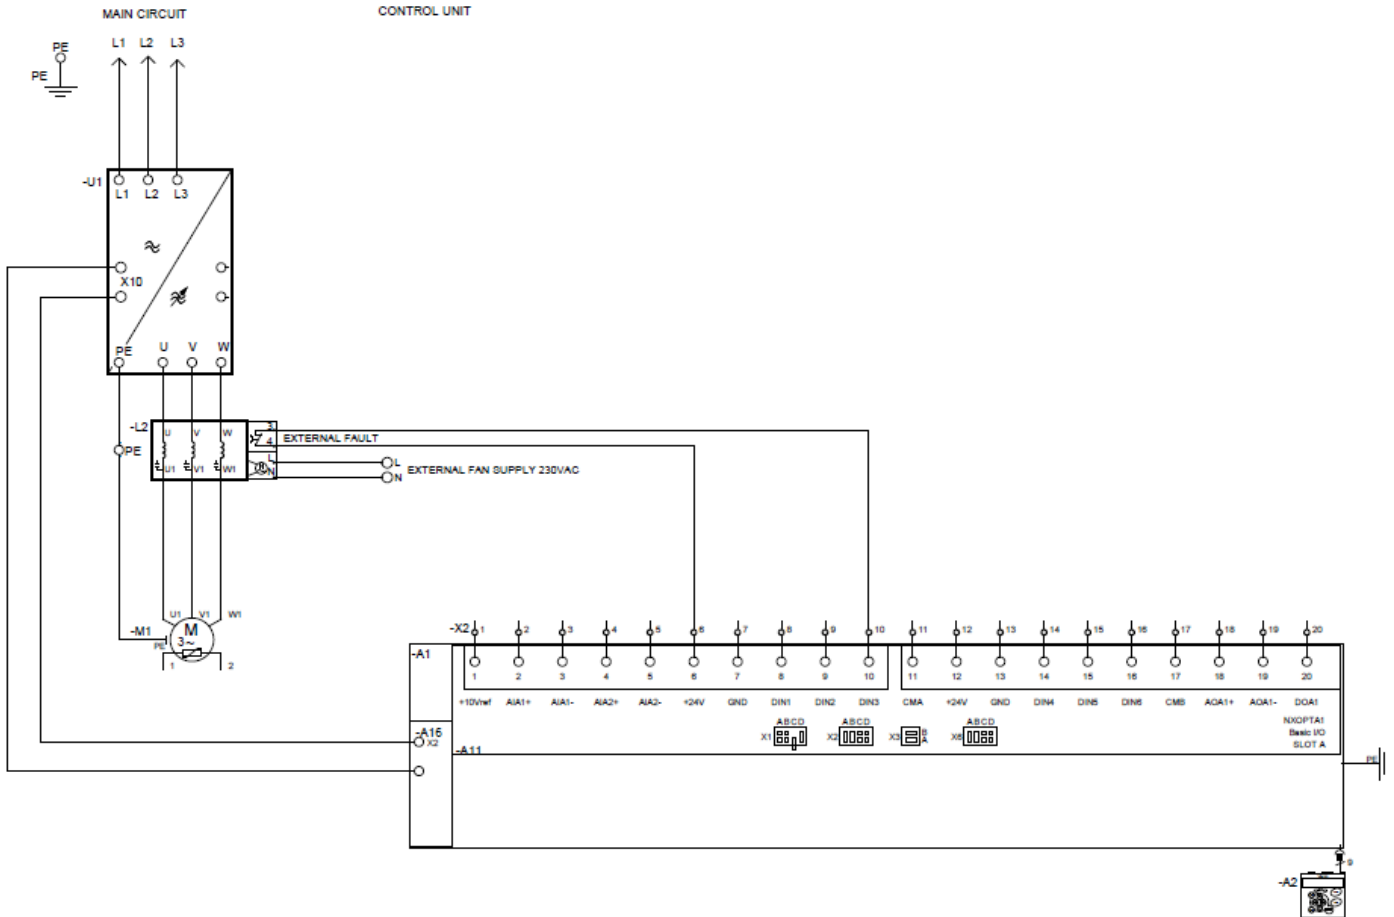 MAIN CIRCUIT
CONTROL UNIT
PE
L1 L2 L3
PE
-U1
L1 L2 L3
X10
PE U V W
-L2
U V W
3
4
EXTERNAL FAULT
PE
U1 V1 W1
L
N
L
N
EXTERNAL FAN SUPPLY 230VAC
U1 V1 W1
-M1
M
3~
PE
1 2
-X2 1 2 3 4 5 6 7 8 9 10 11 12 13 14 15 16 17 18 19 20
-A1
1 2 3 4 5 6 7 8 9 10 11 12 13 14 15 16 17 18 19 20
+10Vref AIA1+ AIA1- AIA2+ AIA2- +24V GND DIN1 DIN2 DIN3 CMA +24V GND DIN4 DIN5 DIN6 CMB AOA1+ AOA1- DOA1
ABCD ABCD ABCD
X1 X2 X3 B X6
A
NXOPTA1
Basic I/O
SLOT A
-A16
X2
-A11
PE
9
-A2